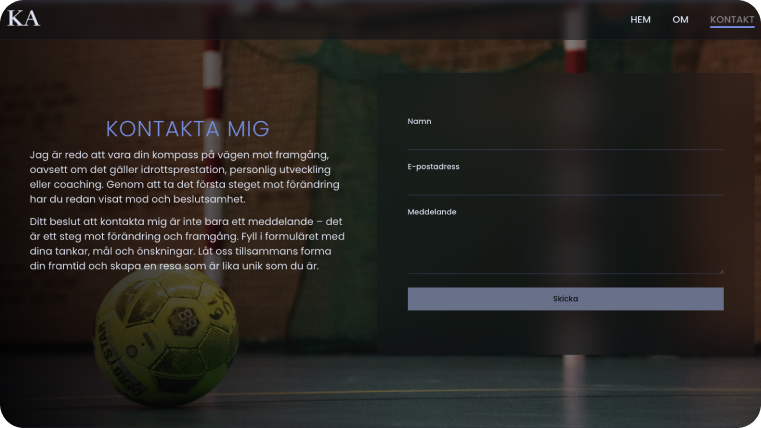 KA
HEM OM KONTAKT
KONTAKTA MIG
Jag är redo att vara din kompass på vägen mot framgång,
oavsett om det gäller idrottsprestation, personlig utveckling
eller coaching. Genom att ta det första steget mot förändring
har du redan visat mod och beslutsamhet.
Ditt beslut att kontakta mig är inte bara ett meddelande – det
är ett steg mot förändring och framgång. Fyll i formuläret med
dina tankar, mål och önskningar. Låt oss tillsammans forma
din framtid och skapa en resa som är lika unik som du är.
Namn
E-postadress
Meddelande
Skicka
DERBYSTAR